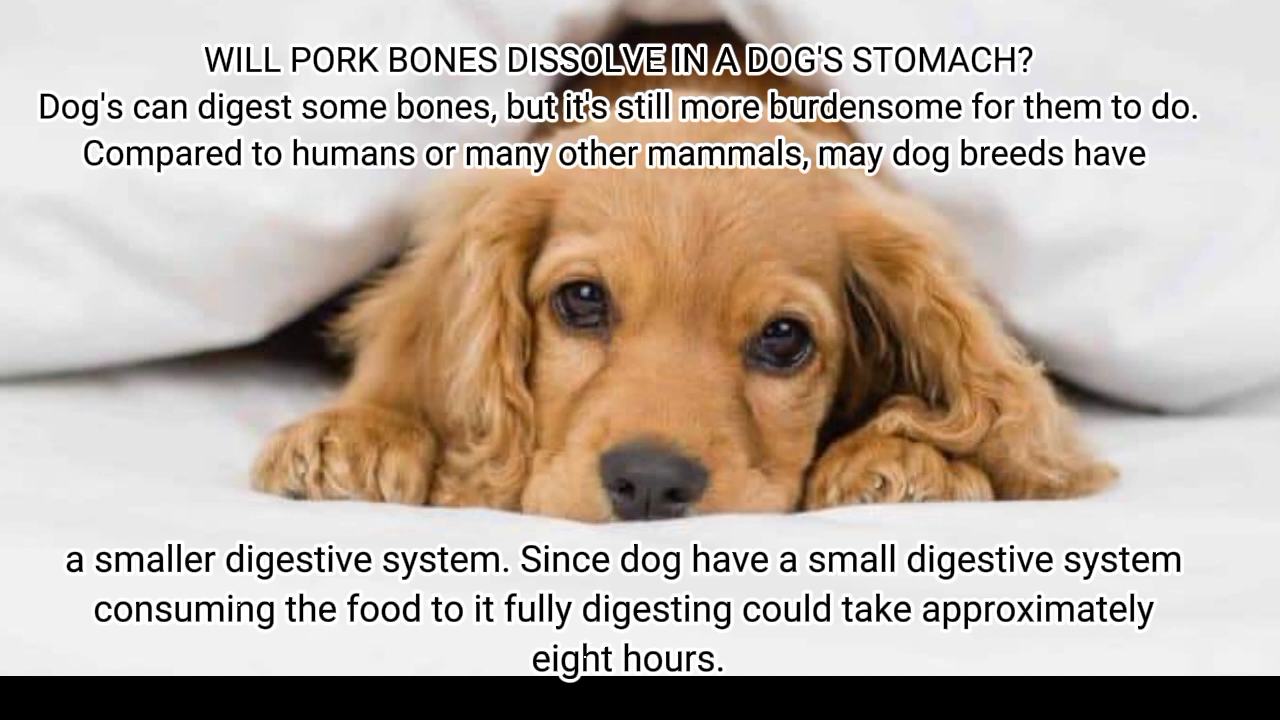 WILL PORK BONES DISSOLVE IN A DOG'S STOMACH?
Dog's can digest some bones, but it's still more burdensome for them to do.
Compared to humans or many other mammals, may dog breeds have
a smaller digestive system. Since dog have a small digestive system
consuming the food to it fully digesting could take approximately
eight hours.